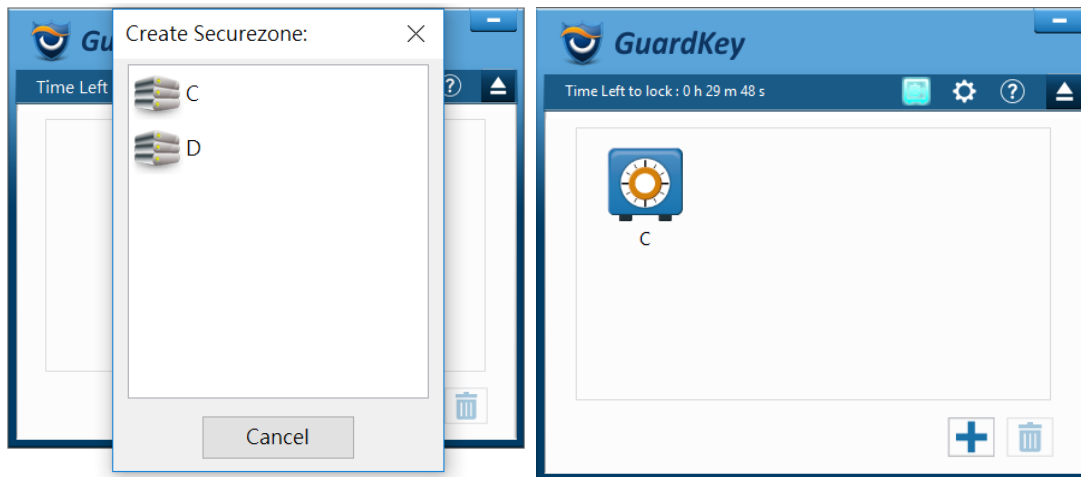 Gu
Create Securezone:
Time Left
C
D
Cancel
GuardKey
Time Left to lock : 0 h 29 m 48 s
C